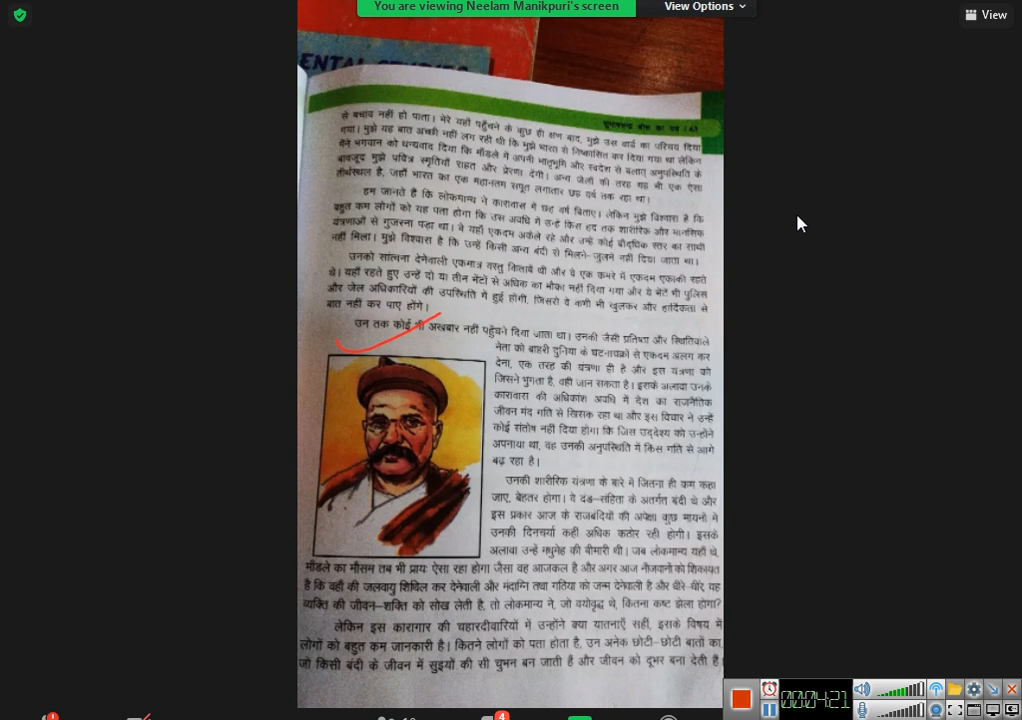 You are viewing Neelam Manikpuri's screen
View Options
View
ENTAL STUDIES
सुभाषचन्द्र बोस का पत्र | 43
से बचाव नहीं हो पाता। मेरे यहाँ पहुँचने के कुछ ही क्षण बाद, मुझे उस वार्ड का परिचय दिया
गया। मुझे यह बात अच्छी नहीं लग रही थी कि मुझे भारत से निष्कासित कर दिया गया था लेकिन
मैंने भगवान को धन्यवाद दिया कि माँडले में अपनी मातृभूमि और स्वदेश से बलात् अनुपस्थिति के
बावजूद मुझे पवित्र स्मृतियाँ राहत और प्रेरणा देंगी। अन्य जेलों की तरह यह भी एक ऐसा
तीर्थस्थल है, जहाँ भारत का एक महानतम सपूत लगातार छह वर्ष तक रहा था।
हम जानते हैं कि लोकमान्य ने कारावास में छह वर्ष बिताए। लेकिन मुझे विश्वास है कि
बहुत कम लोगों को यह पता होगा कि उस अवधि में उन्हें किस हद तक शारीरिक और मानसिक
यंत्रणाओं से गुजरना पड़ा था। वे यहाँ एकदम अकेले रहे और उन्हें कोई बौद्धिक स्तर का साथी
नहीं मिला। मुझे विश्वास है कि उन्हें किसी अन्य बंदी से मिलने-जुलने नहीं दिया जाता था।
उनको सांत्वना देनेवाली एकमात्र वस्तु किताबें थीं और वे एक कमरे में एकदम एकाकी रहते
थे। यहाँ रहते हुए उन्हें दो या तीन भेंटों से अधिक का मौका नहीं दिया गया और ये भेंटें भी पुलिस
और जेल अधिकारियों की उपस्थिति में हुई होंगी, जिससे वे कभी भी खुलकर और हार्दिकता से
बात नहीं कर पाए होंगे।
उन तक कोई भी अखबार नहीं पहुँचने दिया जाता था। उनकी जैसी प्रतिष्ठा और स्थितिवाले
नेता को बाहरी दुनिया के घटनाचक्रों से एकदम अलग कर
देना, एक तरह की यंत्रणा ही है और इस यंत्रणा को
जिसने भुगता है, वही जान सकता है। इसके अलावा उनके
कारावास की अधिकांश अवधि में देश का राजनैतिक
जीवन मंद गति से खिसक रहा था और इस विचार ने उन्हें
कोई संतोष नहीं दिया होगा कि जिस उद्देश्य को उन्होंने
अपनाया था, वह उनकी अनुपस्थिति में किस गति से आगे
बढ़ रहा है।
उनकी शारीरिक यंत्रणा के बारे में जितना ही कम कहा
जाए, बेहतर होगा। वे दंड-संहिता के अंतर्गत बंदी थे और
इस प्रकार आज के राजबंदियों की अपेक्षा कुछ मायनों में
उनकी दिनचर्या कहीं अधिक कठोर रही होगी। इसके
अलावा उन्हें मधुमेह की बीमारी थी। जब लोकमान्य यहाँ थे,
माँडले का मौसम तब भी प्रायः ऐसा रहा होगा जैसा वह आजकल है और अगर आज नौजवानों को शिकायत
है कि वहाँ की जलवायु शिथिल कर देनेवाली और मंदाग्नि तथा गठिया को जन्म देनेवाली है और धीरे-धीरे, वह
व्यक्ति की जीवन-शक्ति को सोख लेती है, तो लोकमान्य ने, जो वयोवृद्ध थे, कितना कष्ट झेला होगा?
लेकिन इस कारागार की चहारदीवारियों में उन्होंने क्या यातनाएँ सहीं, इसके विषय में
लोगों को बहुत कम जानकारी है। कितने लोगों को पता होता है, उन अनेक छोटी-छोटी बातों का,
जो किसी बंदी के जीवन में सुइयों की सी चुभन बन जाती हैं और जीवन को दूभर बना देती हैं।
000421
4